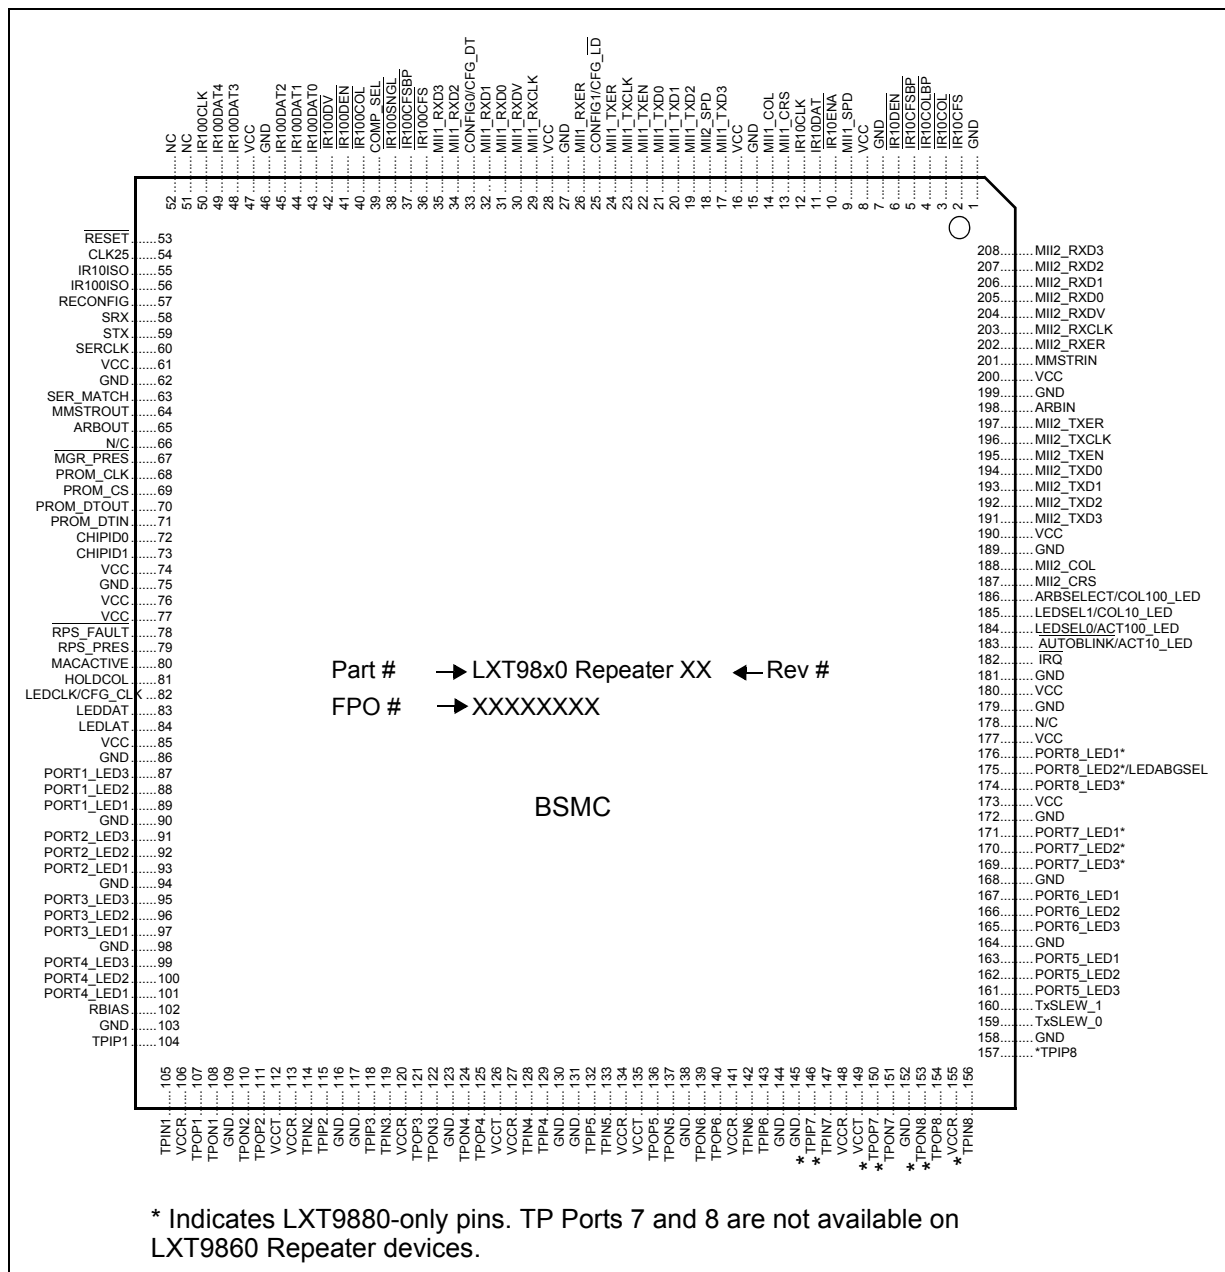 NC 52
NC 51
IR100CLK 50
IR100DAT4 49
IR100DAT3 48
VCC 47
GND 46
IR100DAT2 45
IR100DAT1 44
IR100DAT0 43
IR100DV 42
IR100DEN 41
IR100COL 40
COMP_SEL 39
IR100SNGL 38
IR100CFSBP 37
IR100CFS 36
MII1_RXD3 35
MII1_RXD2 34
CONFIG0/CFG_DT 33
MII1_RXD1 32
MII1_RXD0 31
MII1_RXDV 30
MII1_RXCLK 29
VCC 28
GND 27
MII1_RXER 26
CONFIG1/CFG_LD 25
MII1_TXER 24
MII1_TXCLK 23
MII1_TXEN 22
MII1_TXD0 21
MII1_TXD1 20
MII1_TXD2 19
MII2_SPD 18
MII1_TXD3 17
VCC 16
GND 15
MII1_COL 14
MII1_CRS 13
IR10CLK 12
IR10DAT 11
IR10ENA 10
MII1_SPD 9
VCC 8
GND 7
IR10DEN 6
IR10CFSBP 5
IR10COLBP 4
IR10COL 3
IR10CFS 2
GND 1
RESET 53
CLK25 54
IR10ISO 55
IR100ISO 56
RECONFIG 57
SRX 58
STX 59
SERCLK 60
VCC 61
GND 62
SER_MATCH 63
MMSTROUT 64
ARBOUT 65
N/C 66
MGR_PRES 67
PROM_CLK 68
PROM_CS 69
PROM_DTOUT 70
PROM_DTIN 71
CHIPID0 72
CHIPID1 73
VCC 74
GND 75
VCC 76
VCC 77
RPS_FAULT 78
RPS_PRES 79
MACACTIVE 80
HOLDCOL 81
LEDCLK/CFG_CLK 82
LEDDAT 83
LEDLAT 84
VCC 85
GND 86
PORT1_LED3 87
PORT1_LED2 88
PORT1_LED1 89
GND 90
PORT2_LED3 91
PORT2_LED2 92
PORT2_LED1 93
GND 94
PORT3_LED3 95
PORT3_LED2 96
PORT3_LED1 97
GND 98
PORT4_LED3 99
PORT4_LED2 100
PORT4_LED1 101
RBIAS 102
GND 103
TPIP1 104
Part # → LXT98x0 Repeater XX ← Rev #
FPO # → XXXXXXXX
BSMC
208 MII2_RXD3
207 MII2_RXD2
206 MII2_RXD1
205 MII2_RXD0
204 MII2_RXDV
203 MII2_RXCLK
202 MII2_RXER
201 MMSTRIN
200 VCC
199 GND
198 ARBIN
197 MII2_TXER
196 MII2_TXCLK
195 MII2_TXEN
194 MII2_TXD0
193 MII2_TXD1
192 MII2_TXD2
191 MII2_TXD3
190 VCC
189 GND
188 MII2_COL
187 MII2_CRS
186 ARBSELECT/COL100_LED
185 LEDSEL1/COL10_LED
184 LEDSEL0/ACT100_LED
183 AUTOBLINK/ACT10_LED
182 IRQ
181 GND
180 VCC
179 GND
178 N/C
177 VCC
176 PORT8_LED1*
175 PORT8_LED2*/LEDABGSEL
174 PORT8_LED3*
173 VCC
172 GND
171 PORT7_LED1*
170 PORT7_LED2*
169 PORT7_LED3*
168 GND
167 PORT6_LED1
166 PORT6_LED2
165 PORT6_LED3
164 GND
163 PORT5_LED1
162 PORT5_LED2
161 PORT5_LED3
160 TxSLEW_1
159 TxSLEW_0
158 GND
157 *TPIP8
TPIN1 105
VCCR 106
TPOP1 107
TPON1 108
GND 109
TPON2 110
TPOP2 111
VCCT 112
VCCR 113
TPIN2 114
TPIP2 115
GND 116
GND 117
TPIP3 118
TPIN3 119
VCCR 120
TPOP3 121
TPON3 122
GND 123
TPON4 124
TPOP4 125
VCCT 126
VCCR 127
TPIN4 128
TPIP4 129
GND 130
GND 131
TPIP5 132
TPIN5 133
VCCR 134
VCCT 135
TPOP5 136
TPON5 137
GND 138
TPON6 139
TPOP6 140
VCCR 141
TPIN6 142
TPIP6 143
GND 144
GND 145
*TPIP7 146
*TPIN7 147
VCCR 148
VCCT 149
*TPOP7 150
*TPON7 151
GND 152
*TPON8 153
*TPOP8 154
VCCR 155
*TPIN8 156
* Indicates LXT9880-only pins. TP Ports 7 and 8 are not available on
LXT9860 Repeater devices.